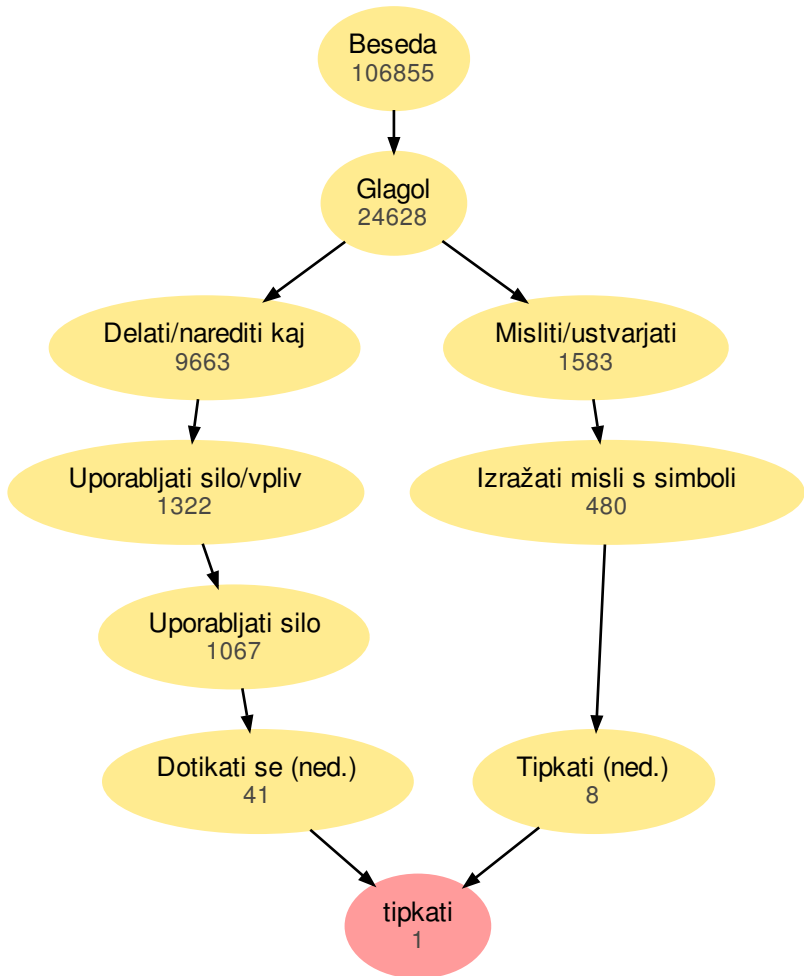 Beseda
106855
Glagol
24628
Delati/narediti kaj
9663
Misliti/ustvarjati
1583
Uporabljati silo/vpliv
1322
Izražati misli s simboli
480
Uporabljati silo
1067
Dotikati se (ned.)
41
Tipkati (ned.)
8
tipkati
1